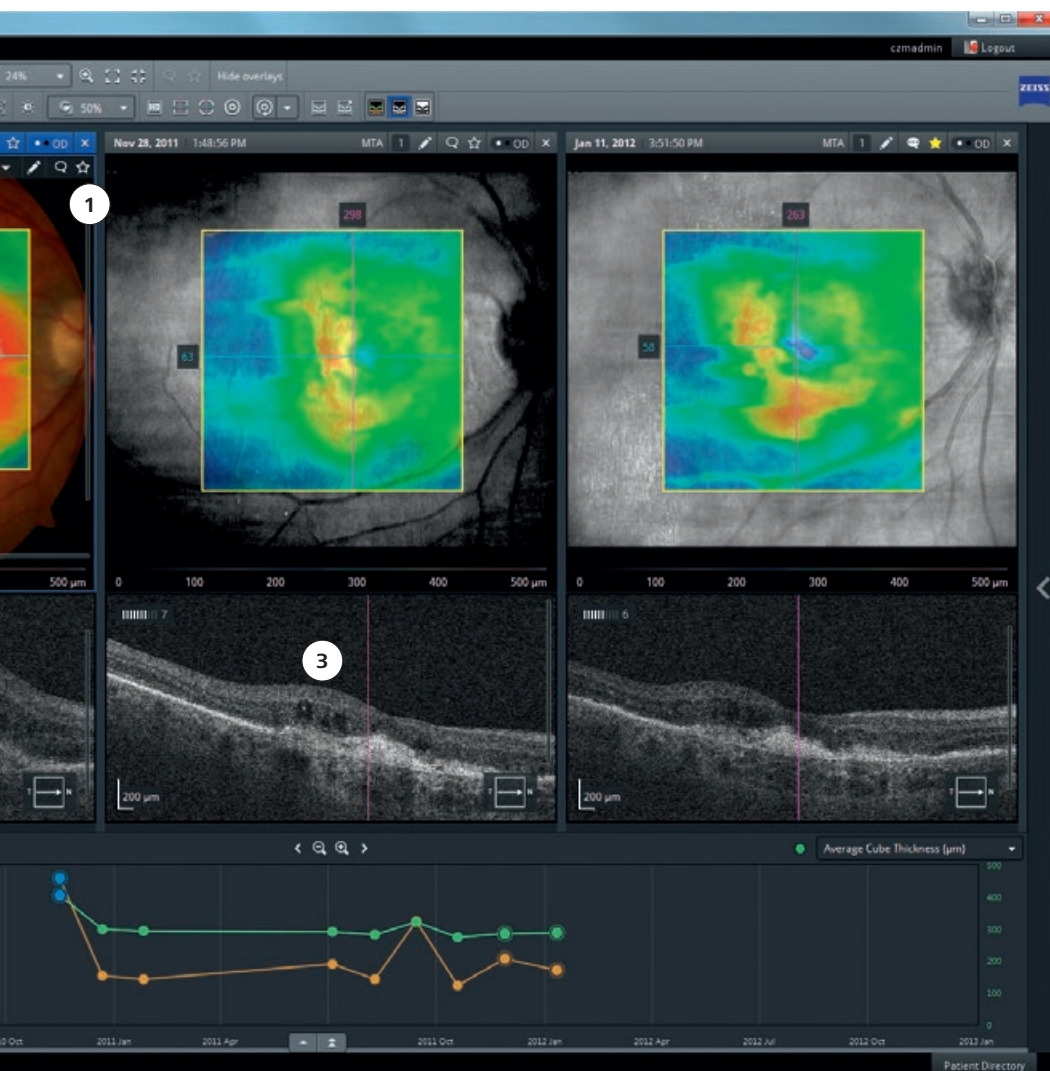 czmadmin Logout
24% Hide overlays
50% HD
ZEISS
OD
Nov 28, 2011 1:48:56 PM MTA 1 OD
Jan 11, 2012 3:51:50 PM MTA 1 OD
1
298
263
63
58
500 µm
0 100 200 300 400 500 µm
0 100 200 300 400 500 µm
7
6
3
T N
200 µm
T N
200 µm
T N
Average Cube Thickness (µm)
500
400
300
200
100
0
Oct 2011 Jan 2011 Apr 2011 Oct 2012 Jan 2012 Apr 2012 Jul 2012 Oct 2013 Jan
Patient Directory